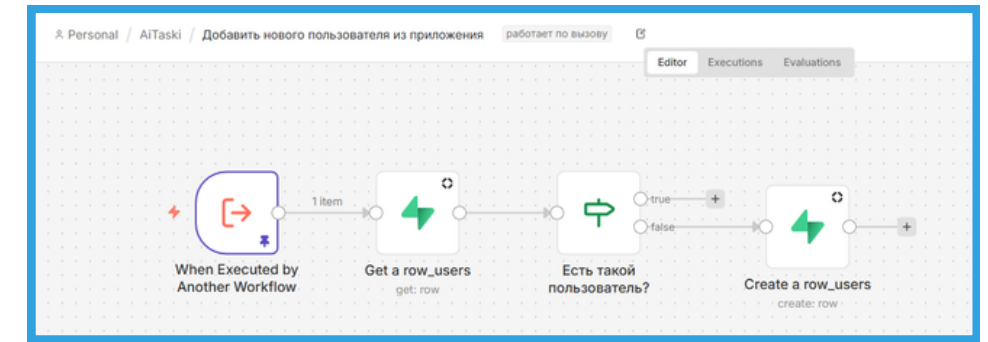 Personal / AiTaski / Добавить нового пользователя из приложения работает по вызову
Editor Executions Evaluations
1 item
true
false
When Executed by
Another Workflow
Get a row_users
get: row
Есть такой
пользователь?
Create a row_users
create: row